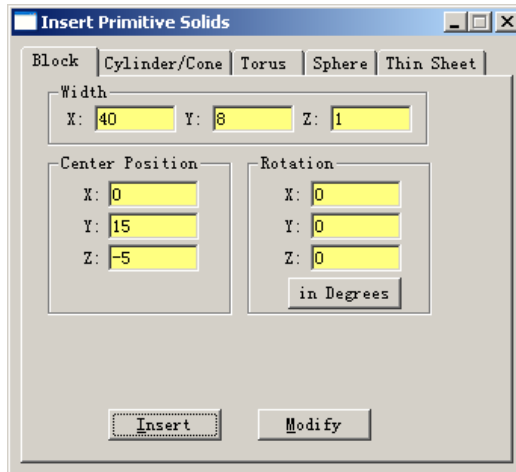 Insert Primitive Solids
Block Cylinder/Cone Torus Sphere Thin Sheet
Width
X: 40 Y: 8 Z: 1
Center Position
X: 0
Y: 15
Z: -5
Rotation
X: 0
Y: 0
Z: 0
in Degrees
Insert Modify